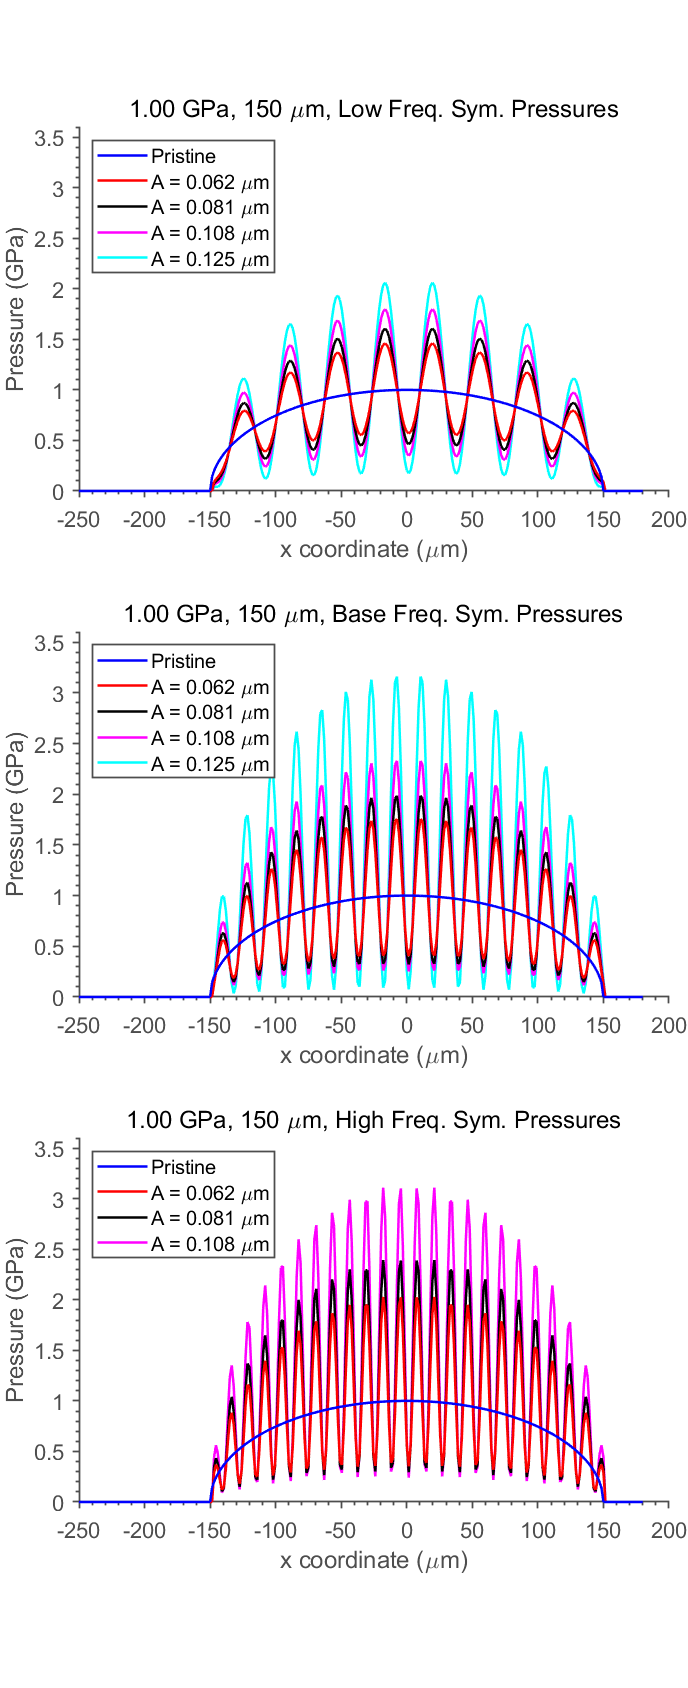 1.00 GPa, 150 μm, Low Freq. Sym. Pressures
3.5
3
2.5
2
1.5
1
0.5
0
Pressure (GPa)
Pristine
A = 0.062 μm
A = 0.081 μm
A = 0.108 μm
A = 0.125 μm
-250 -200 -150 -100 -50 0 50 100 150 200
x coordinate (μm)
1.00 GPa, 150 μm, Base Freq. Sym. Pressures
3.5
3
2.5
2
1.5
1
0.5
0
Pressure (GPa)
Pristine
A = 0.062 μm
A = 0.081 μm
A = 0.108 μm
A = 0.125 μm
-250 -200 -150 -100 -50 0 50 100 150 200
x coordinate (μm)
1.00 GPa, 150 μm, High Freq. Sym. Pressures
3.5
3
2.5
2
1.5
1
0.5
0
Pressure (GPa)
Pristine
A = 0.062 μm
A = 0.081 μm
A = 0.108 μm
-250 -200 -150 -100 -50 0 50 100 150 200
x coordinate (μm)